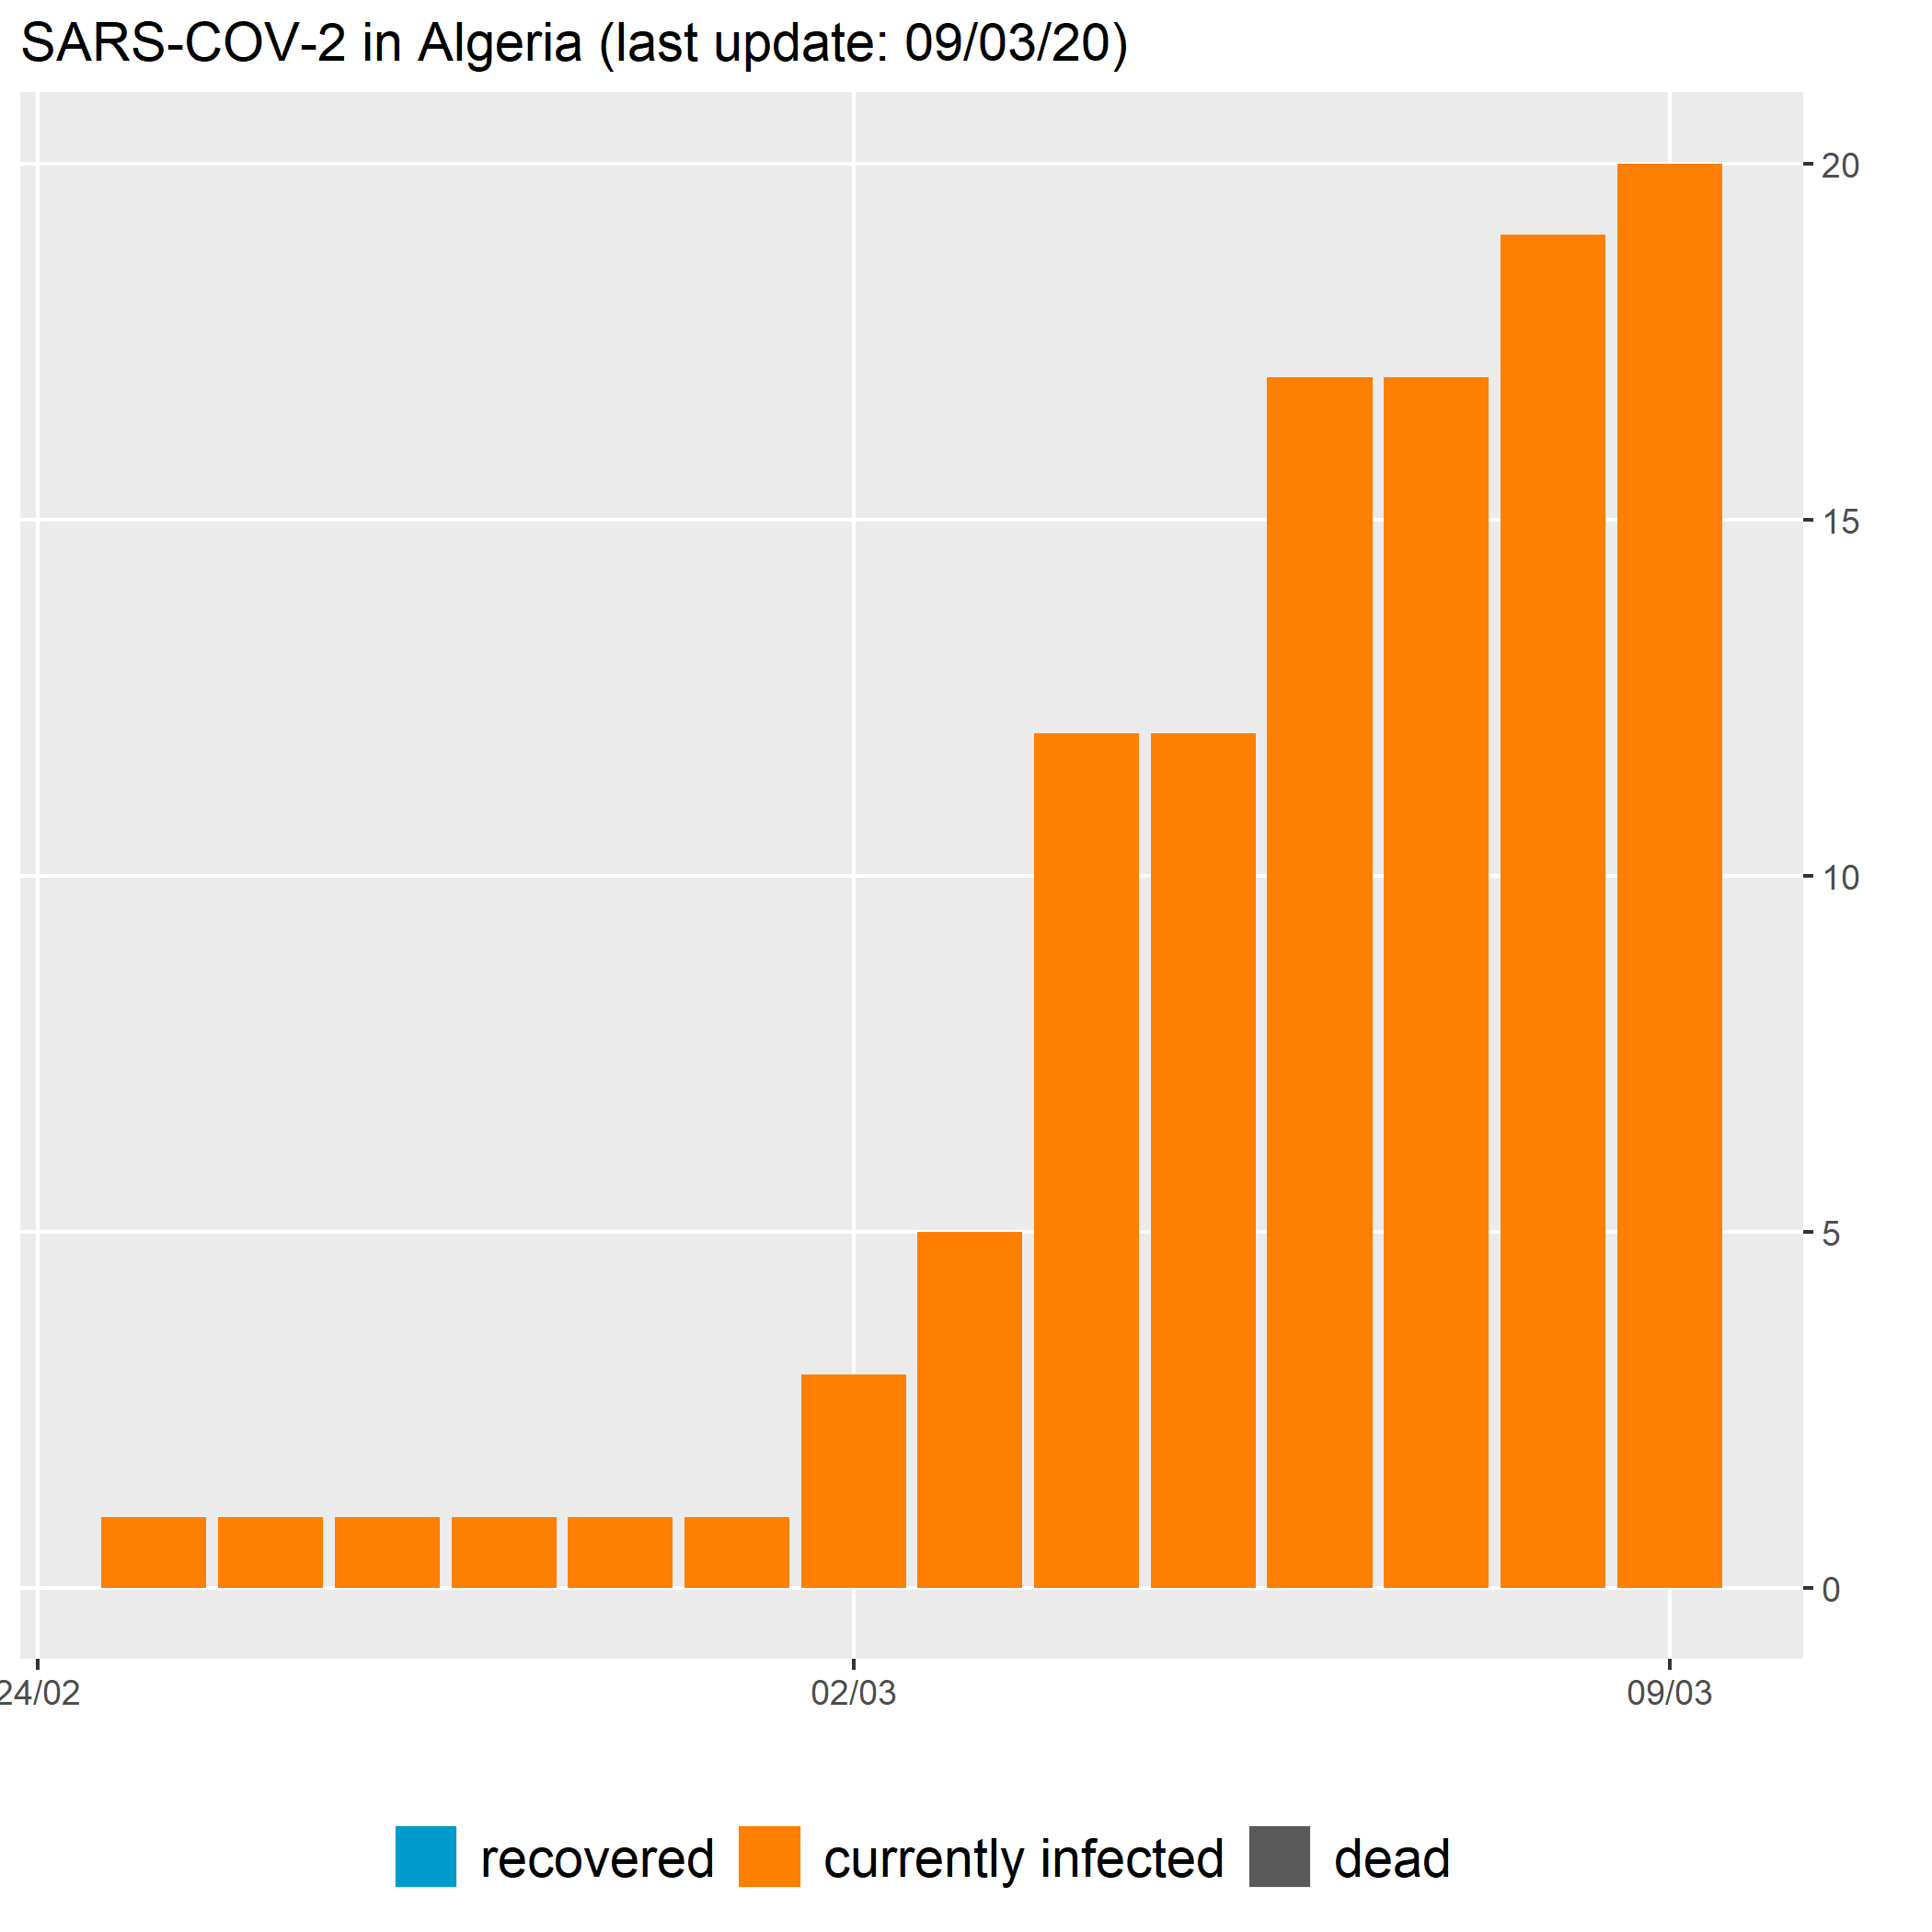 SARS-COV-2 in Algeria (last update: 09/03/20)
20
15
10
5
0
24/02 02/03 09/03
recovered currently infected dead